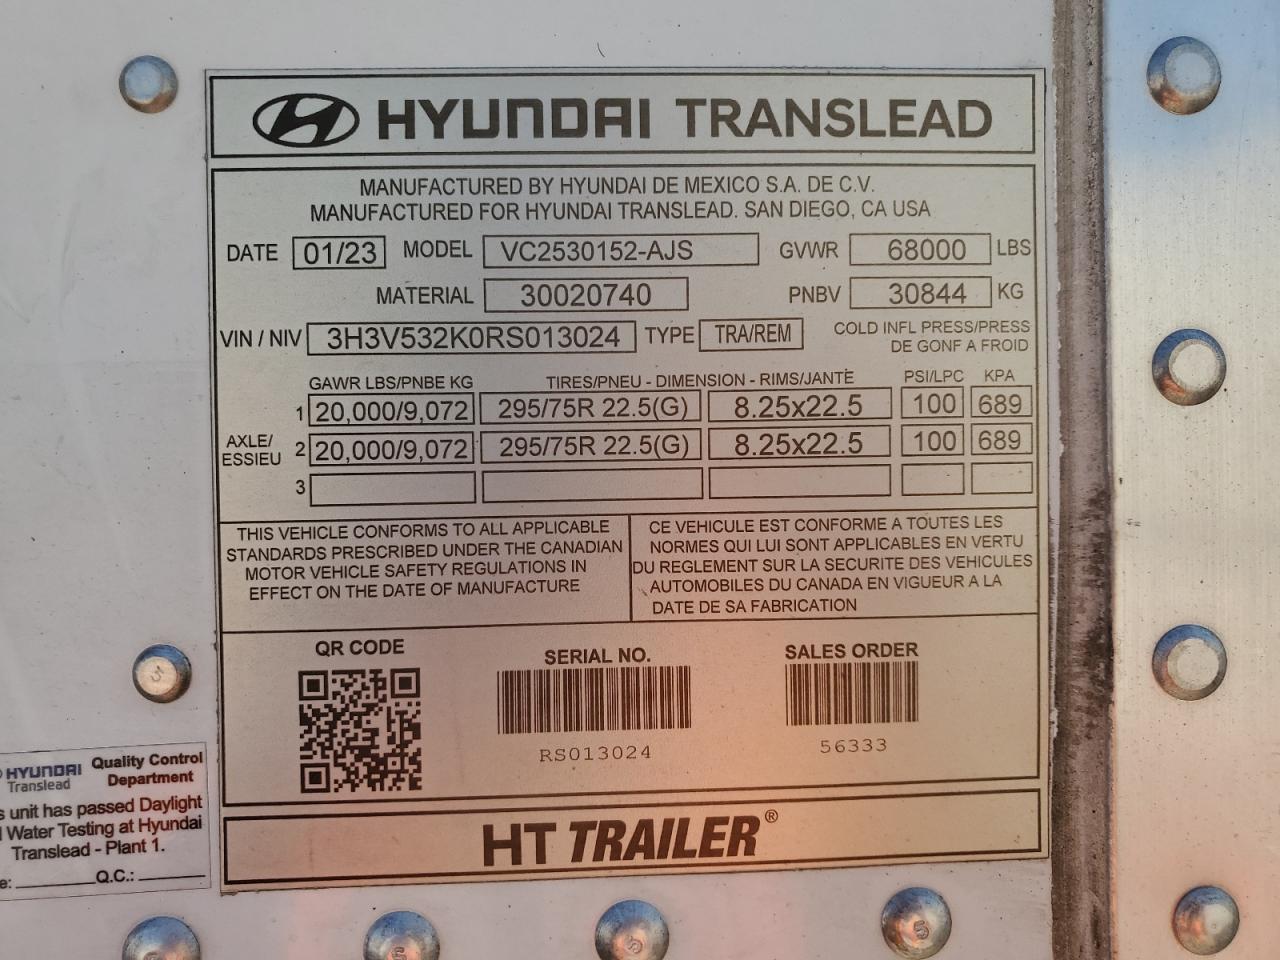 HYUNDAI TRANSLEAD
MANUFACTURED BY HYUNDAI DE MEXICO S.A. DE C.V.
MANUFACTURED FOR HYUNDAI TRANSLEAD. SAN DIEGO, CA USA
DATE 01/23 MODEL VC2530152-AJS GVWR 68000 LBS
MATERIAL 30020740 PNBV 30844 KG
VIN / NIV 3H3V532K0RS013024 TYPE TRA/REM COLD INFL PRESS/PRESS
DE GONF A FROID
GAWR LBS/PNBE KG TIRES/PNEU - DIMENSION - RIMS/JANTE PSI/LPC KPA
1 20,000/9,072 295/75R 22.5(G) 8.25x22.5 100 689
AXLE/
ESSIEU 2 20,000/9,072 295/75R 22.5(G) 8.25x22.5 100 689
3
THIS VEHICLE CONFORMS TO ALL APPLICABLE
STANDARDS PRESCRIBED UNDER THE CANADIAN
MOTOR VEHICLE SAFETY REGULATIONS IN
EFFECT ON THE DATE OF MANUFACTURE
CE VEHICULE EST CONFORME A TOUTES LES
NORMES QUI LUI SONT APPLICABLES EN VERTU
DU REGLEMENT SUR LA SECURITE DES VEHICULES
AUTOMOBILES DU CANADA EN VIGUEUR A LA
DATE DE SA FABRICATION
QR CODE
SERIAL NO.
RS013024
SALES ORDER
56333
HT TRAILER®
HYUNDAI
Translead
Quality Control
Department
unit has passed Daylight
Water Testing at Hyundai
Translead - Plant 1.
Q.C.:
5
5
5
5